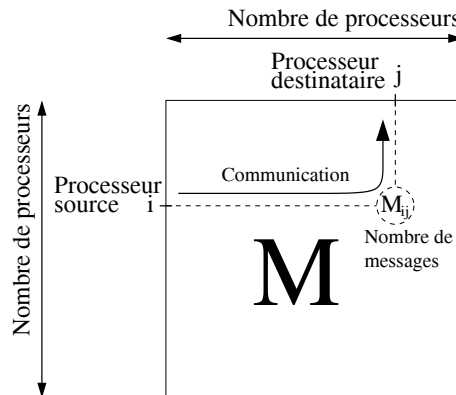 Nombre de processeurs
Processeur
destinataire j
Nombre de processeurs
Communication
Processeur
source i
M_ij
Nombre de
messages
M